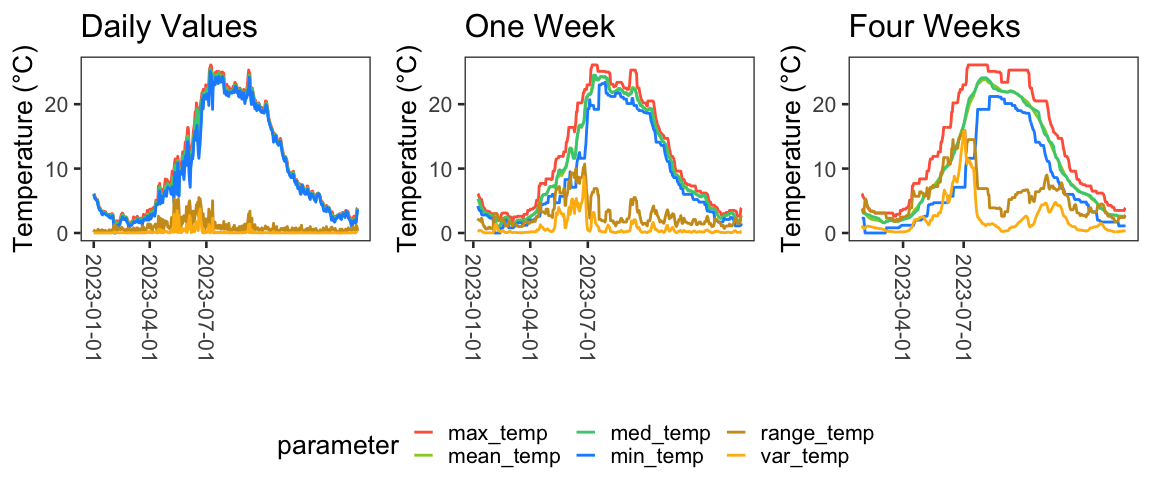 Daily Values
One Week
Four Weeks
Temperature (°C)
20
10
0
2023-01-01
2023-04-01
2023-07-01
Temperature (°C)
20
10
0
2023-01-01
2023-04-01
2023-07-01
Temperature (°C)
20
10
0
2023-04-01
2023-07-01
parameter
max_temp
med_temp
range_temp
mean_temp
min_temp
var_temp